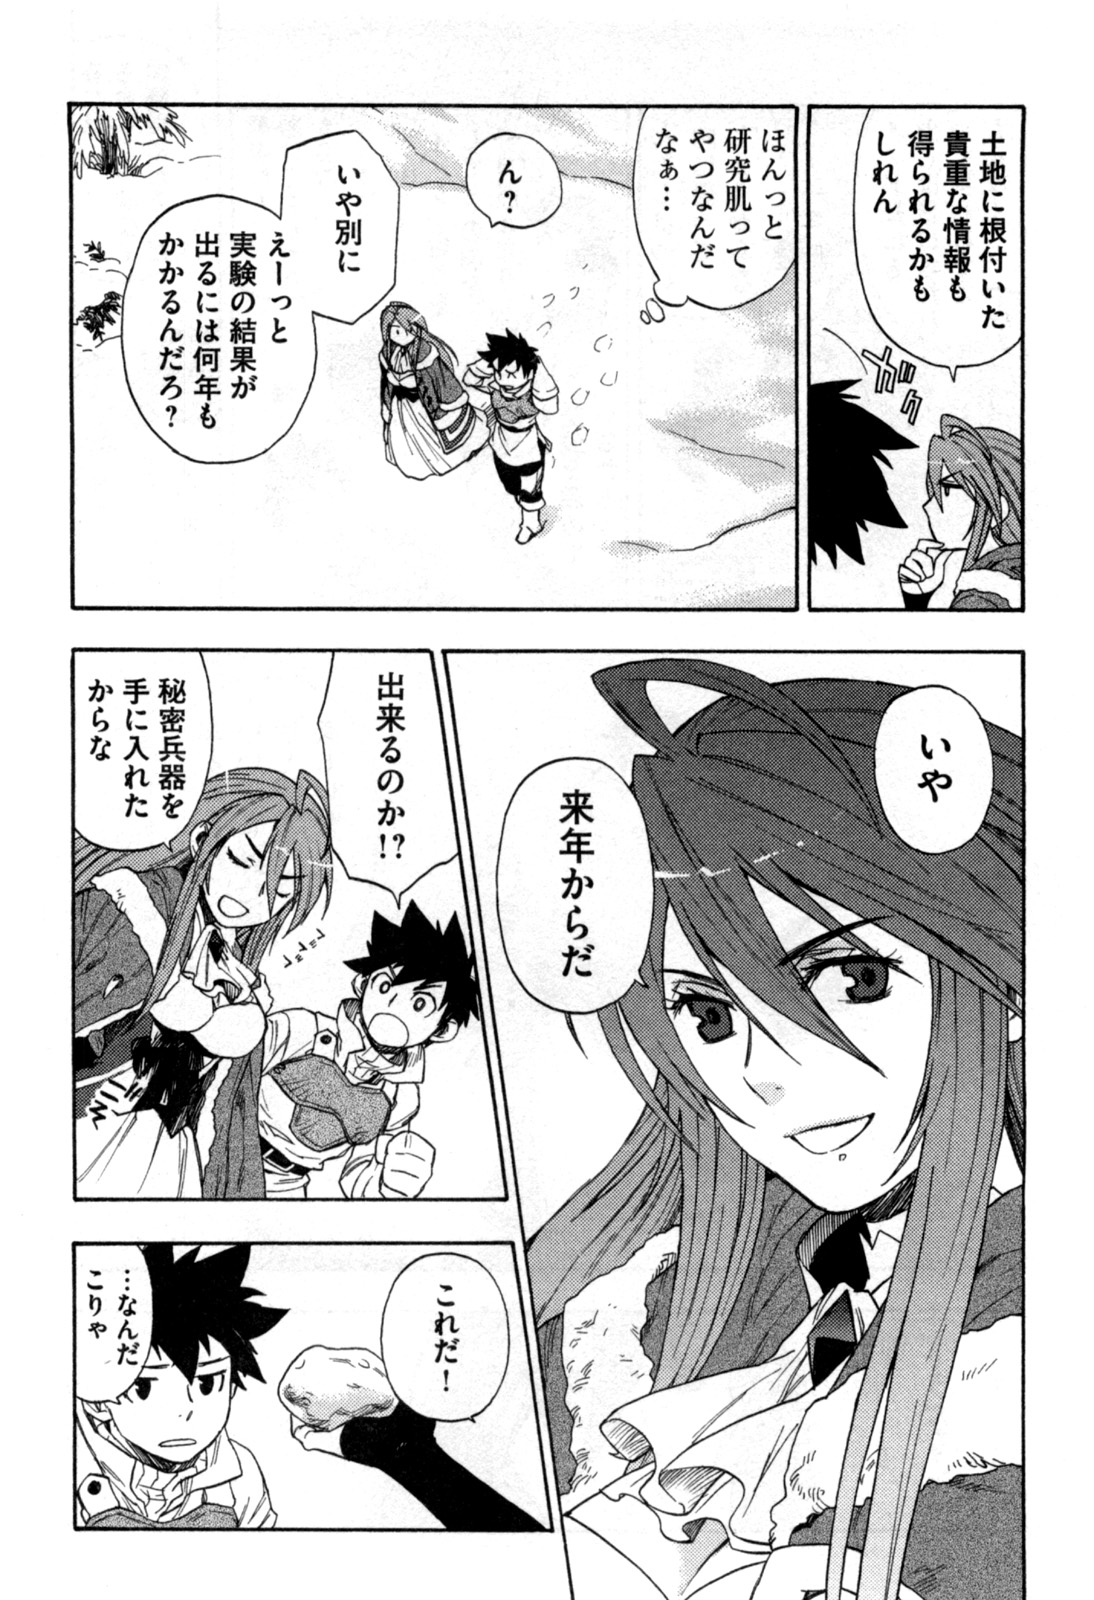 土地に根付いた
貴重な情報も
得られるかも
しれん
ガクッ
ほんっと
研究肌って
やつなんだ
なぁ…
ん？
いや別に
えーっと
実験の結果が
出るには何年も
かかるんだろ？
いや
来年からだ
出来るのか！？
秘密兵器を
手に入れた
からな
これだ！
…なんだ
こりゃ